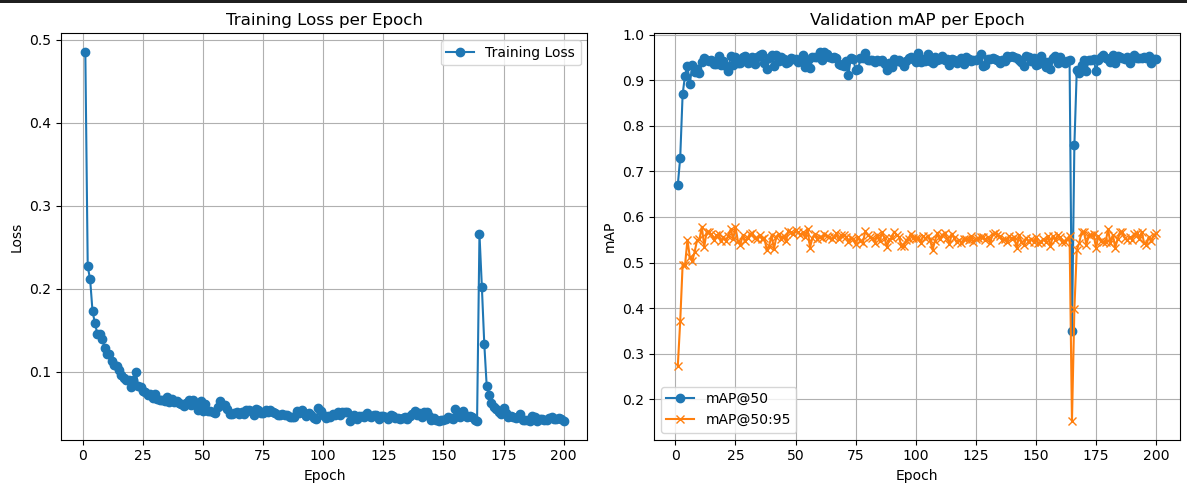 Training Loss per Epoch
Training Loss
Loss
0.5
0.4
0.3
0.2
0.1
0 25 50 75 100 125 150 175 200
Epoch
Validation mAP per Epoch
mAP
1.0
0.9
0.8
0.7
0.6
0.5
0.4
0.3
0.2
mAP@50
mAP@50:95
0 25 50 75 100 125 150 175 200
Epoch